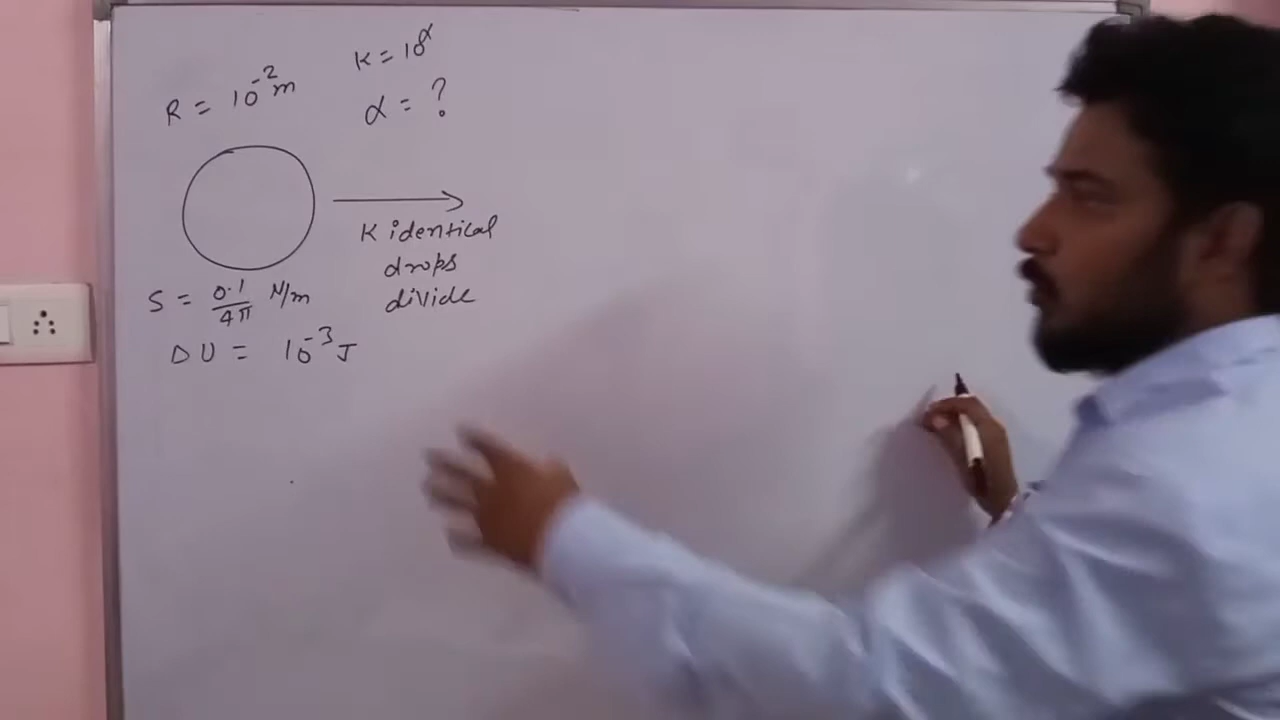 R = 10⁻² m
K = 10^α
α = ?
K identical
drops
divide
S = 0.1/4π N/m
ΔU = 10⁻³ J